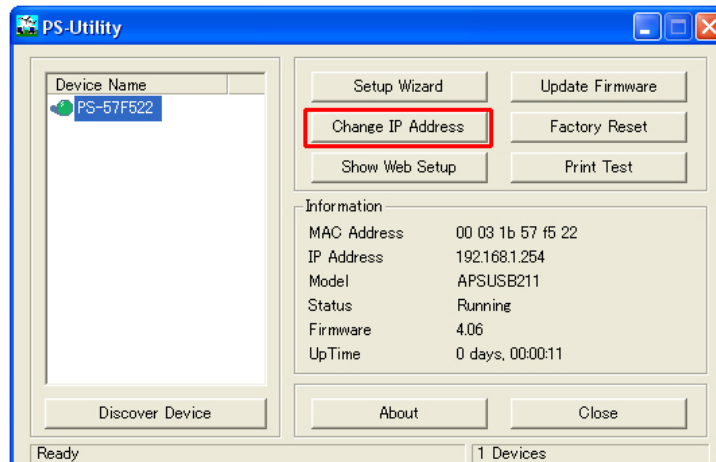 PS-Utility
Device Name
PS-57F522
Discover Device
Setup Wizard
Update Firmware
Change IP Address
Factory Reset
Show Web Setup
Print Test
Information
MAC Address 00 03 1b 57 f5 22
IP Address 192.168.1.254
Model APSUSB211
Status Running
Firmware 4.06
UpTime 0 days, 00:00:11
About
Close
Ready
1 Devices